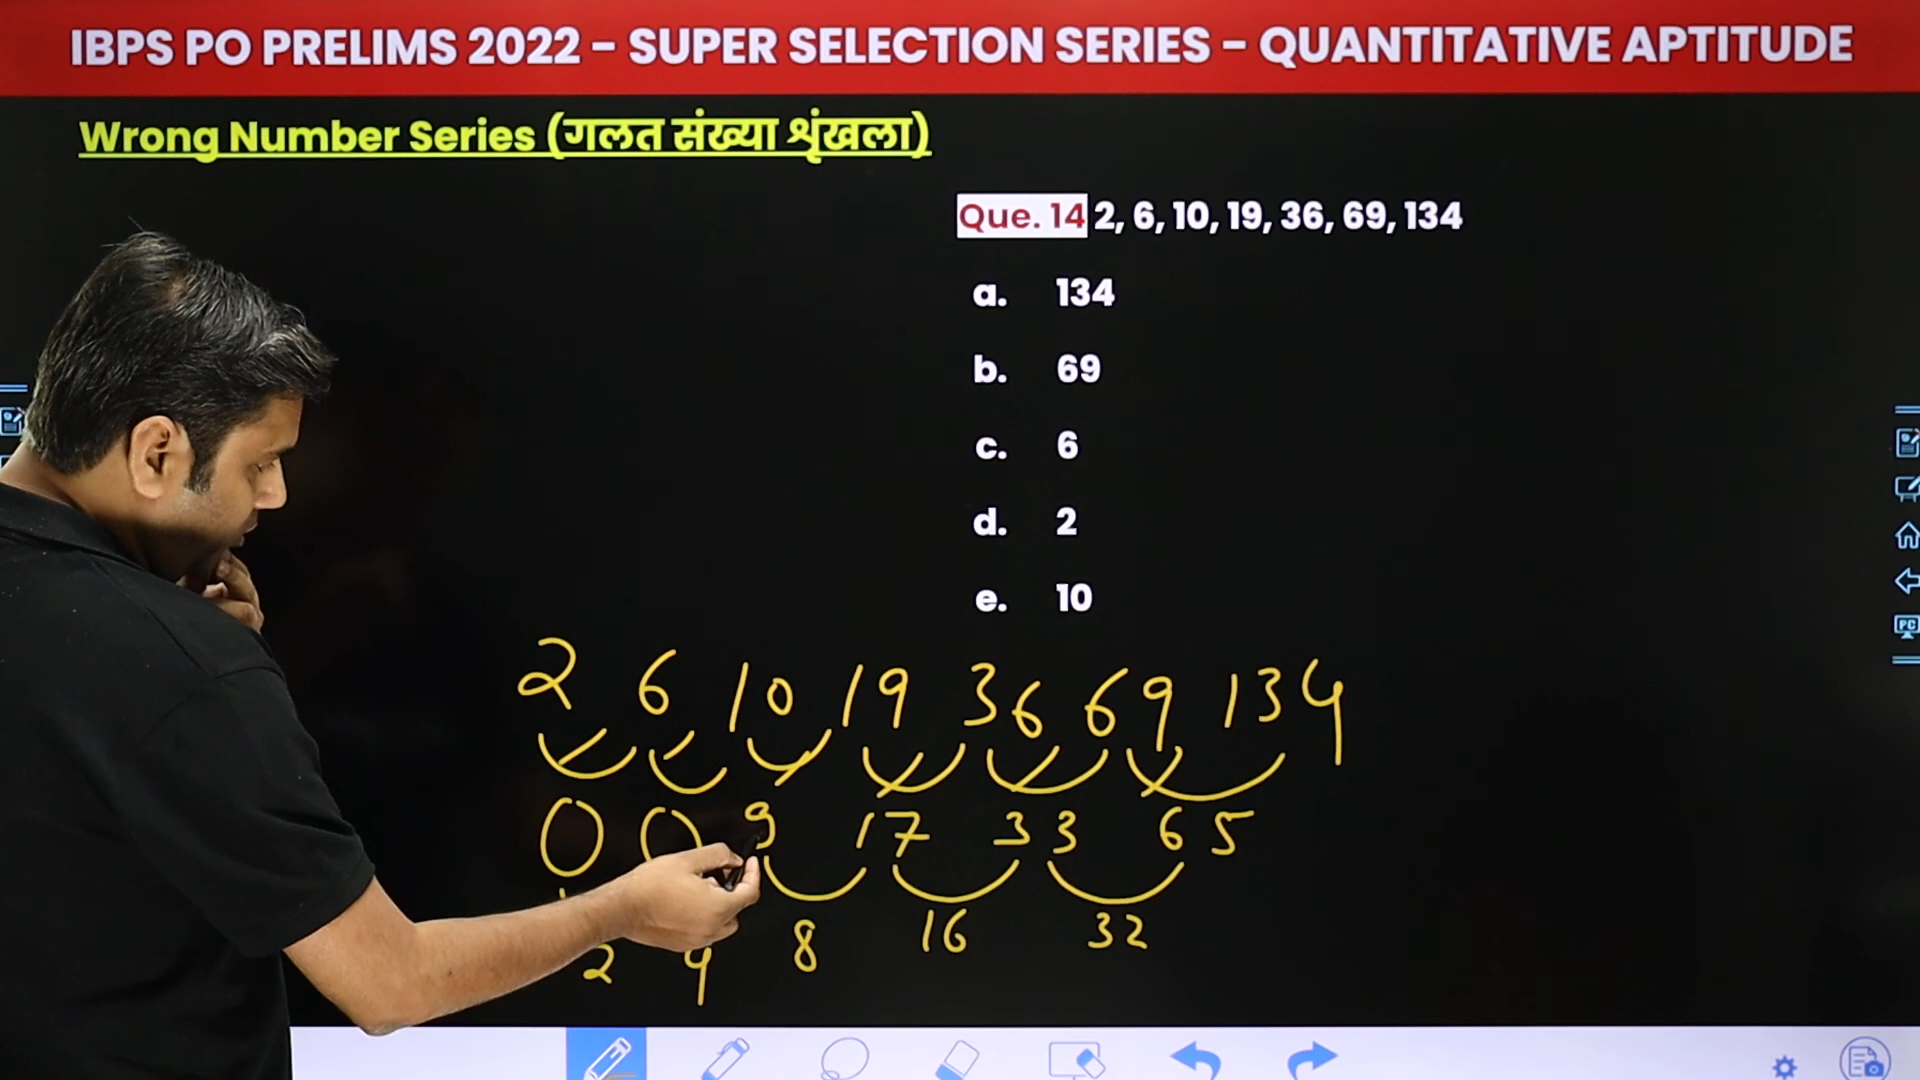 IBPS PO PRELIMS 2022 - SUPER SELECTION SERIES - QUANTITATIVE APTITUDE
Wrong Number Series (गलत संख्या श्रृंखला)
Que. 14 2, 6, 10, 19, 36, 69, 134
a. 134
b. 69
c. 6
d. 2
e. 10
2 6 10 19 36 69 134
9 17 33 65
2 4 8 16 32
PC